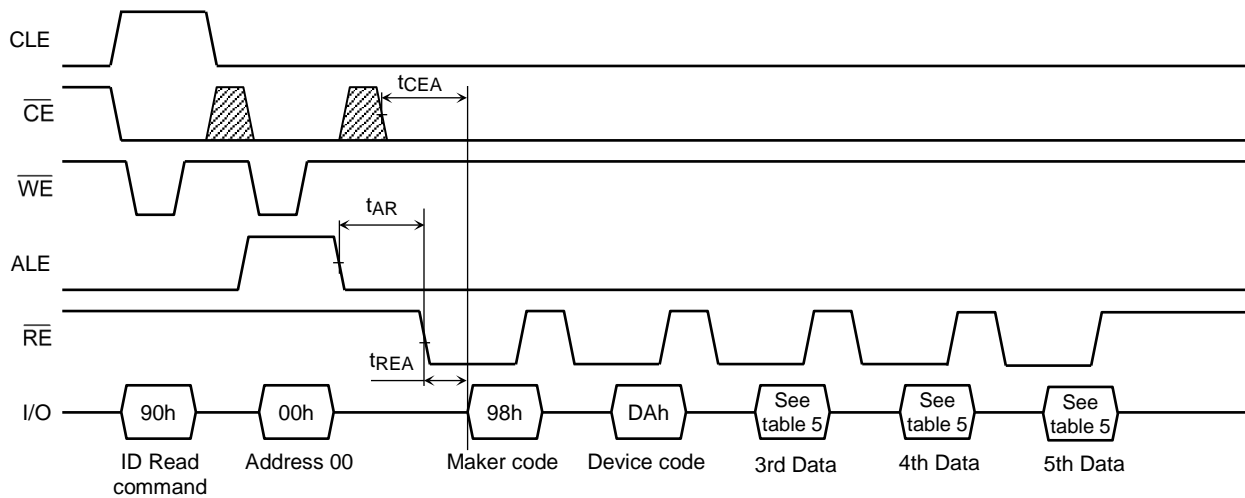 CLE
tCEA
CE
WE
tAR
ALE
RE
tREA
I/O
90h
00h
98h
DAh
See
table 5
See
table 5
See
table 5
ID Read
command
Address 00
Maker code
Device code
3rd Data
4th Data
5th Data